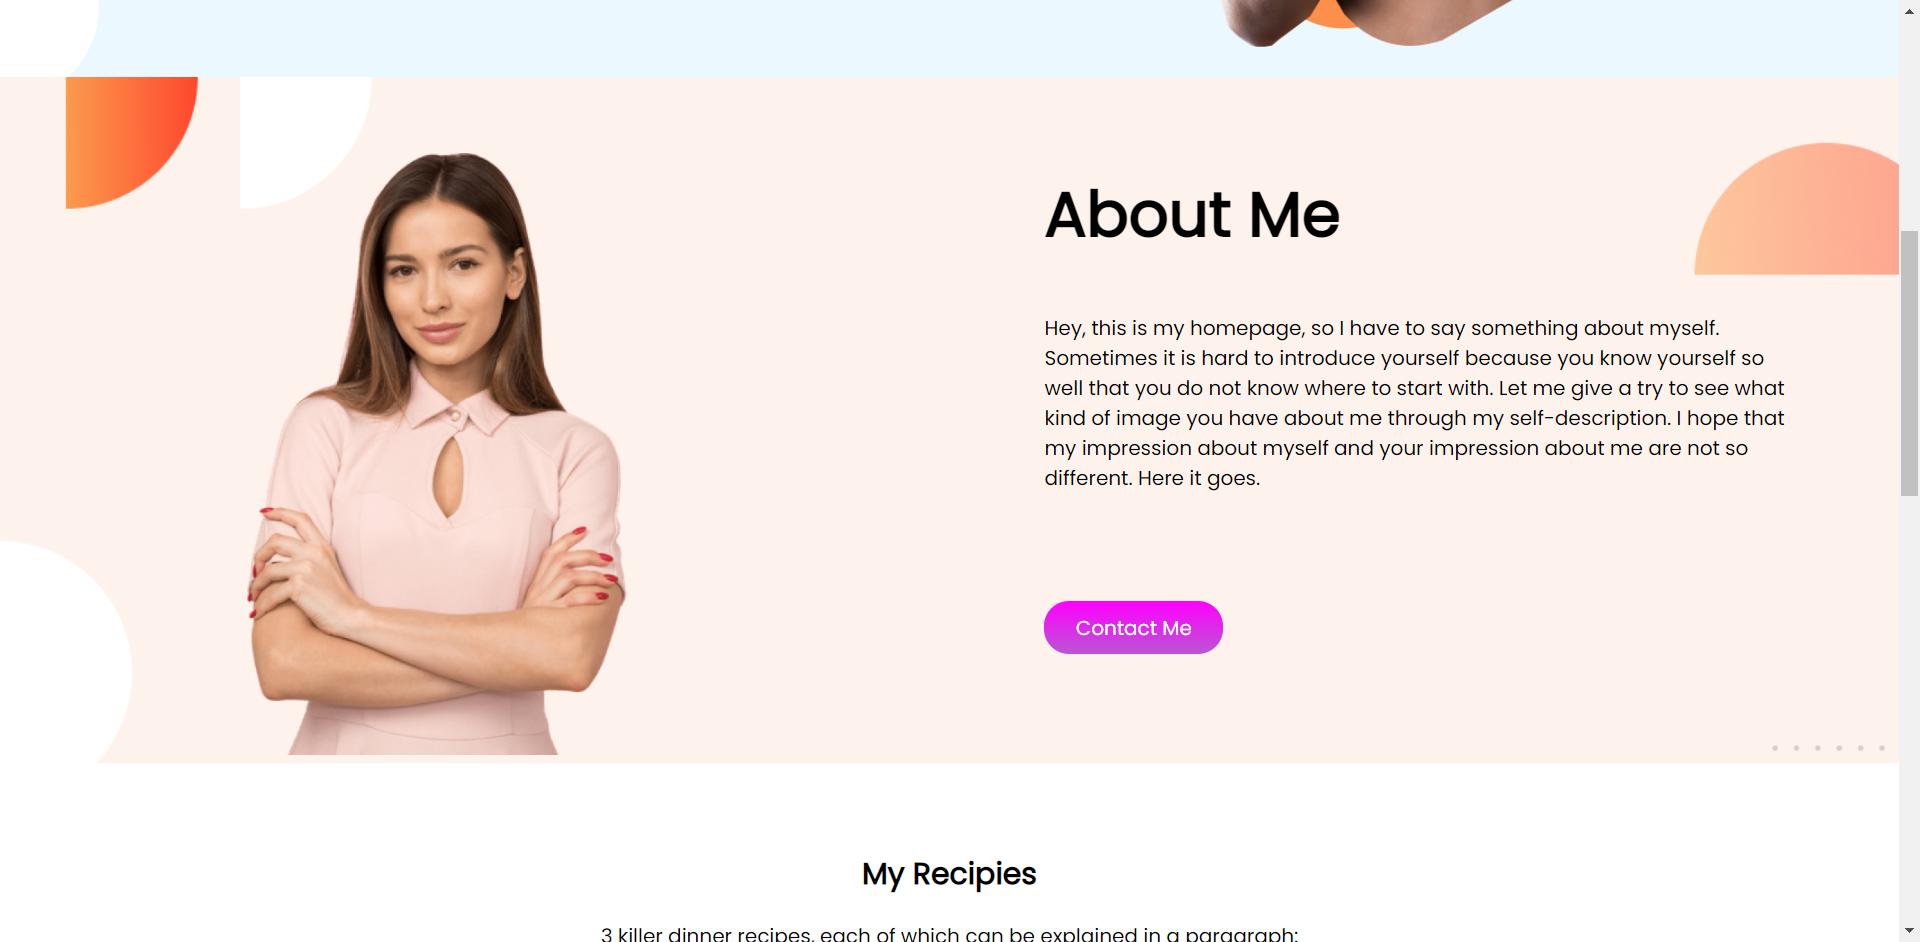 About Me
Hey, this is my homepage, so I have to say something about myself.
Sometimes it is hard to introduce yourself because you know yourself so
well that you do not know where to start with. Let me give a try to see what
kind of image you have about me through my self-description. I hope that
my impression about myself and your impression about me are not so
different. Here it goes.
Contact Me
My Recipies
3 killer dinner recipes, each of which can be explained in a paragraph: